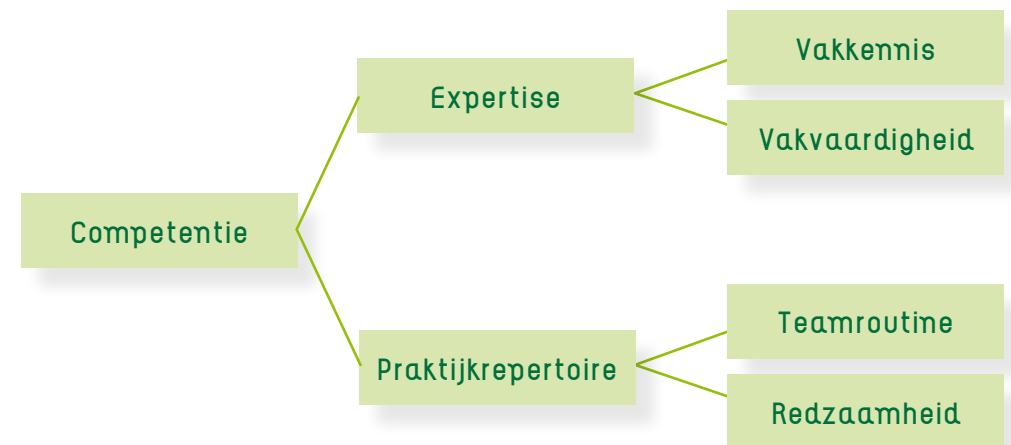 Vakkennis
Expertise
Vakvaardigheid
Competentie
Teamroutine
Praktijkrepertoire
Redzaamheid